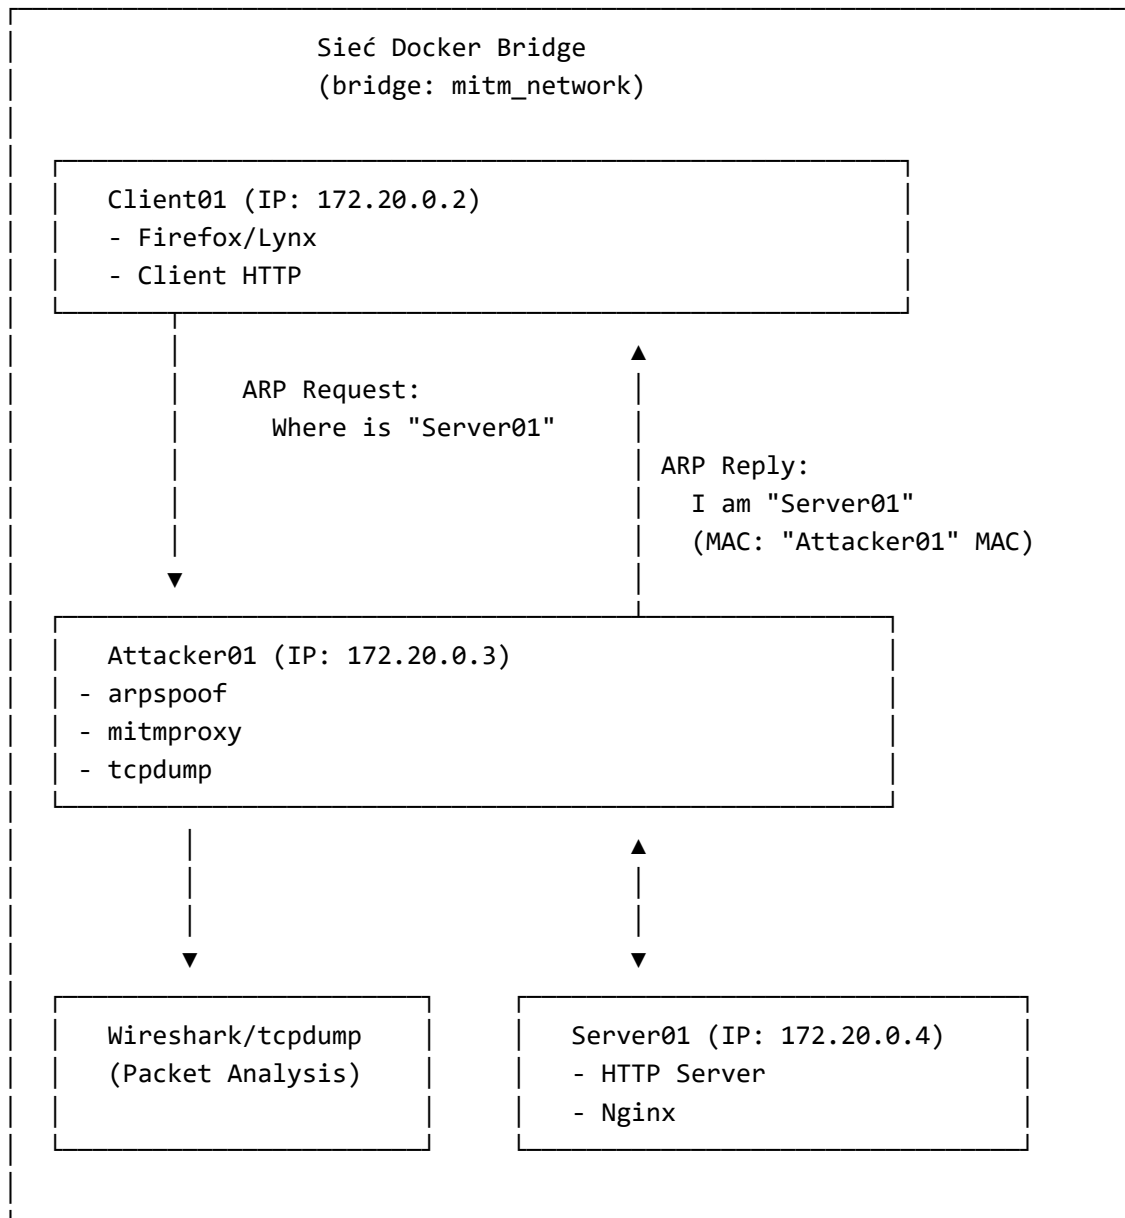 Sieć Docker Bridge
(bridge: mitm_network)
Client01 (IP: 172.20.0.2)
- Firefox/Lynx
- Client HTTP
ARP Request:
Where is "Server01"
ARP Reply:
I am "Server01"
(MAC: "Attacker01" MAC)
Attacker01 (IP: 172.20.0.3)
- arpspoof
- mitmproxy
- tcpdump
Wireshark/tcpdump
(Packet Analysis)
Server01 (IP: 172.20.0.4)
- HTTP Server
- Nginx